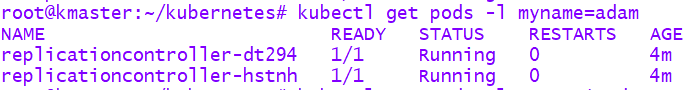 root@kmaster:~/kubernetes# kubectl get pods -l myname=adam
NAME READY STATUS RESTARTS AGE
replicationcontroller-dt294 1/1 Running 0 4m
replicationcontroller-hstnh 1/1 Running 0 4m